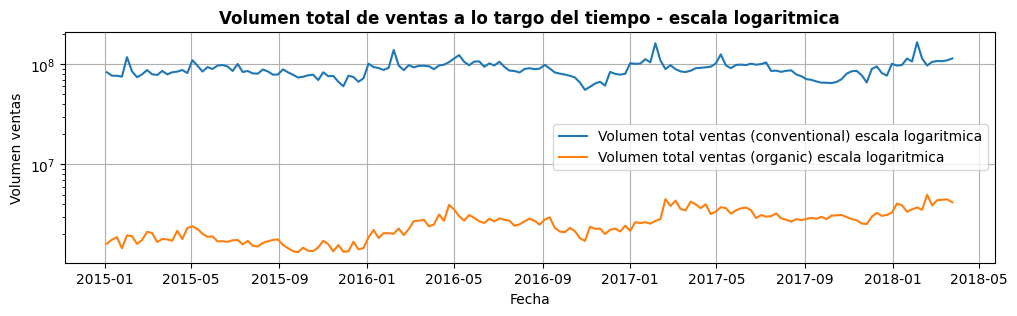 Volumen total de ventas a lo targo del tiempo - escala logaritmica
Volumen ventas
10^8
10^7
Volumen total ventas (conventional) escala logaritmica
Volumen total ventas (organic) escala logaritmica
2015-01 2015-05 2015-09 2016-01 2016-05 2016-09 2017-01 2017-05 2017-09 2018-01 2018-05
Fecha